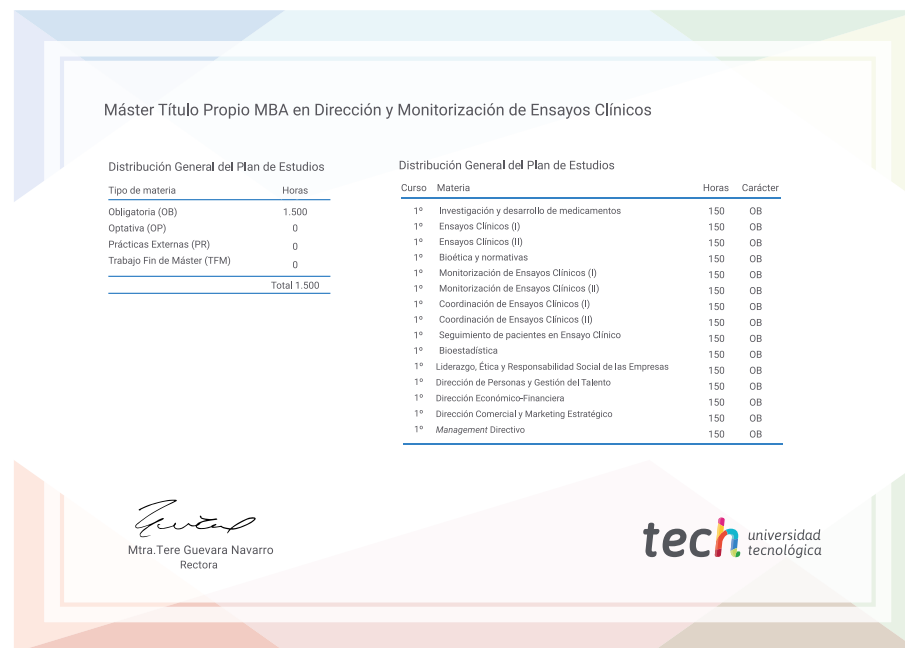 Máster Título Propio MBA en Dirección y Monitorización de Ensayos Clínicos
Distribución General del Plan de Estudios
Tipo de materia Horas
Obligatoria (OB) 1.500
Optativa (OP) 0
Prácticas Externas (PR) 0
Trabajo Fin de Máster (TFM) 0
Total 1.500
Distribución General del Plan de Estudios
Curso Materia Horas Carácter
1º Investigación y desarrollo de medicamentos 150 OB
1º Ensayos Clínicos (I) 150 OB
1º Ensayos Clínicos (II) 150 OB
1º Bioética y normativas 150 OB
1º Monitorización de Ensayos Clínicos (I) 150 OB
1º Monitorización de Ensayos Clínicos (II) 150 OB
1º Coordinación de Ensayos Clínicos (I) 150 OB
1º Coordinación de Ensayos Clínicos (II) 150 OB
1º Seguimiento de pacientes en Ensayo Clínico 150 OB
1º Bioestadística 150 OB
1º Liderazgo, Ética y Responsabilidad Social de las Empresas 150 OB
1º Dirección de Personas y Gestión del Talento 150 OB
1º Dirección Económico-Financiera 150 OB
1º Dirección Comercial y Marketing Estratégico 150 OB
1º Management Directivo 150 OB
Mtra.Tere Guevara Navarro
Rectora
tech universidad
tecnológica